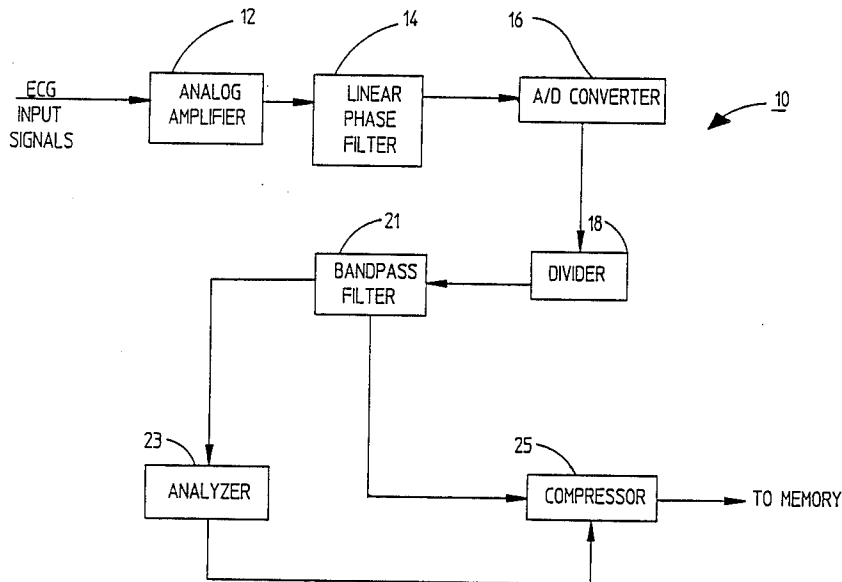 12
14
16
10
ECG
INPUT
SIGNALS
ANALOG
AMPLIFIER
LINEAR
PHASE
FILTER
A/D CONVERTER
21
18
BANDPASS
FILTER
DIVIDER
23
25
ANALYZER
COMPRESSOR
TO MEMORY